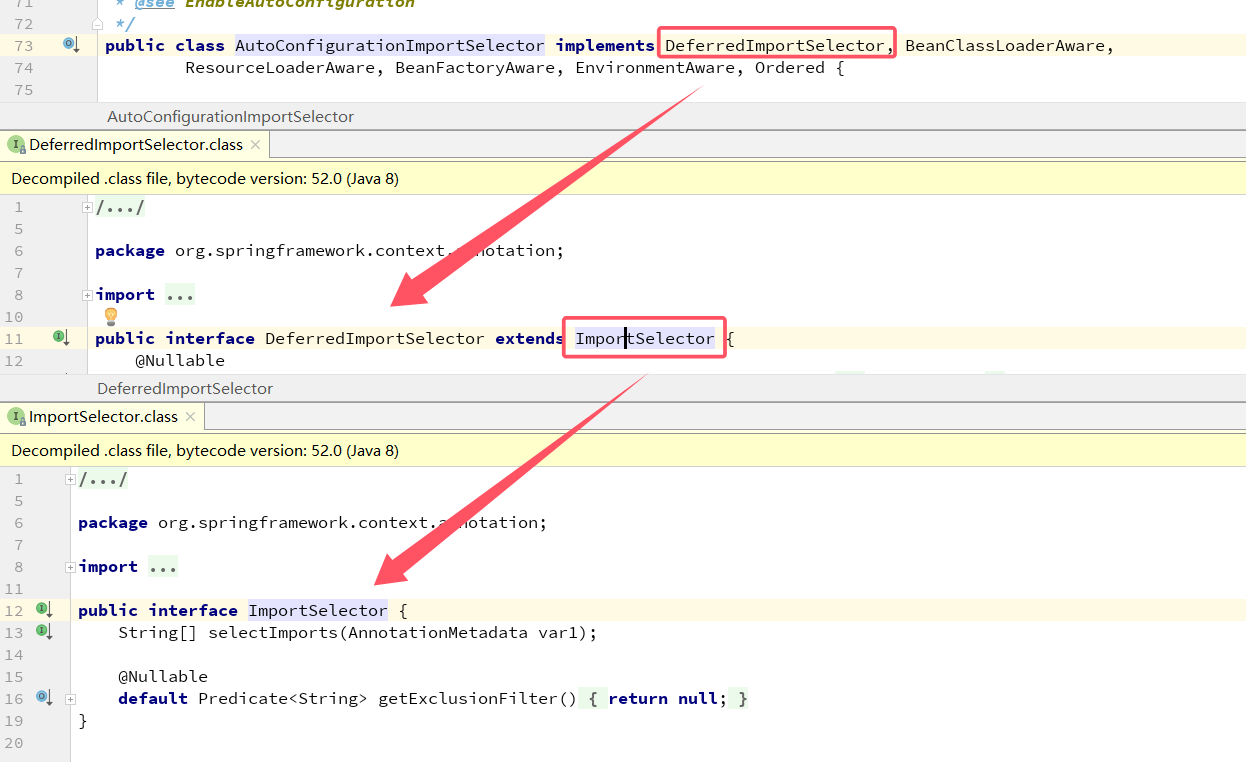 71 * @see EnableAutoConfiguration
72 */
73 public class AutoConfigurationImportSelector implements DeferredImportSelector, BeanClassLoaderAware,
74 ResourceLoaderAware, BeanFactoryAware, EnvironmentAware, Ordered {
75
AutoConfigurationImportSelector
DeferredImportSelector.class
Decompiled .class file, bytecode version: 52.0 (Java 8)
1 /.../
5
6 package org.springframework.context.annotation;
7
8 import ...
10
11 public interface DeferredImportSelector extends ImportSelector {
12 @Nullable
DeferredImportSelector
ImportSelector.class
Decompiled .class file, bytecode version: 52.0 (Java 8)
1 /.../
5
6 package org.springframework.context.annotation;
7
8 import ...
11
12 public interface ImportSelector {
13 String[] selectImports(AnnotationMetadata var1);
14
15 @Nullable
16 default Predicate<String> getExclusionFilter() { return null; }
19 }
20